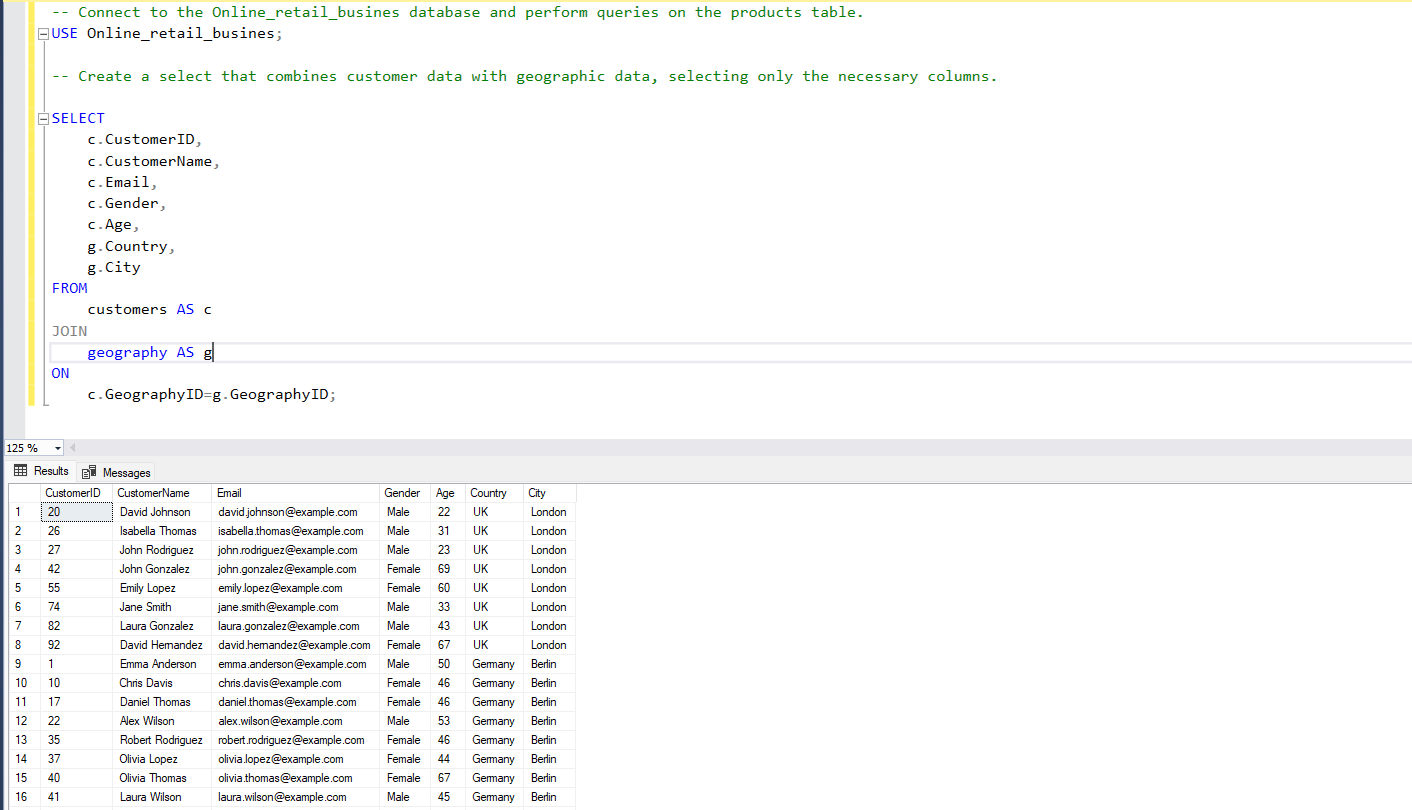 -- Connect to the Online_retail_busines database and perform queries on the products table.
USE Online_retail_busines;
-- Create a select that combines customer data with geographic data, selecting only the necessary columns.
SELECT
c.CustomerID,
c.CustomerName,
c.Email,
c.Gender,
c.Age,
g.Country,
g.City
FROM
customers AS c
JOIN
geography AS g
ON
c.GeographyID=g.GeographyID;
125 %
Results Messages
CustomerID CustomerName Email Gender Age Country City
1 20 David Johnson david.johnson@example.com Male 22 UK London
2 26 Isabella Thomas isabella.thomas@example.com Male 31 UK London
3 27 John Rodriguez john.rodriguez@example.com Male 23 UK London
4 42 John Gonzalez john.gonzalez@example.com Female 69 UK London
5 55 Emily Lopez emily.lopez@example.com Female 60 UK London
6 74 Jane Smith jane.smith@example.com Male 33 UK London
7 82 Laura Gonzalez laura.gonzalez@example.com Male 43 UK London
8 92 David Hernandez david.hernandez@example.com Female 67 UK London
9 1 Emma Anderson emma.anderson@example.com Male 50 Germany Berlin
10 10 Chris Davis chris.davis@example.com Female 46 Germany Berlin
11 17 Daniel Thomas daniel.thomas@example.com Female 46 Germany Berlin
12 22 Alex Wilson alex.wilson@example.com Male 53 Germany Berlin
13 35 Robert Rodriguez robert.rodriguez@example.com Female 46 Germany Berlin
14 37 Olivia Lopez olivia.lopez@example.com Female 44 Germany Berlin
15 40 Olivia Thomas olivia.thomas@example.com Female 67 Germany Berlin
16 41 Laura Wilson laura.wilson@example.com Male 45 Germany Berlin